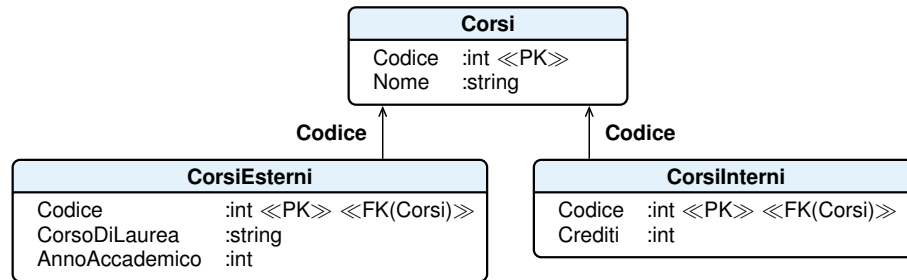 Corsi
Codice :int ≪PK≫
Nome :string
Codice
Codice
CorsiEsterni
Codice :int ≪PK≫ ≪FK(Corsi)≫
CorsoDiLaurea :string
AnnoAccademico :int
CorsiInterni
Codice :int ≪PK≫ ≪FK(Corsi)≫
Crediti :int